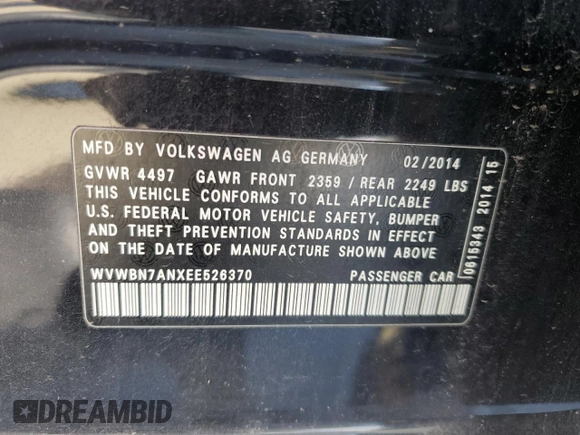 MFD BY VOLKSWAGEN AG GERMANY 02/2014
GVWR 4497 GAWR FRONT 2359 / REAR 2249 LBS
THIS VEHICLE CONFORMS TO ALL APPLICABLE
U.S. FEDERAL MOTOR VEHICLE SAFETY, BUMPER
AND THEFT PREVENTION STANDARDS IN EFFECT
ON THE DATE OF MANUFACTURE SHOWN ABOVE
WVWBN7ANXEE526370 PASSENGER CAR
0615343 2014 15
DREAMBID